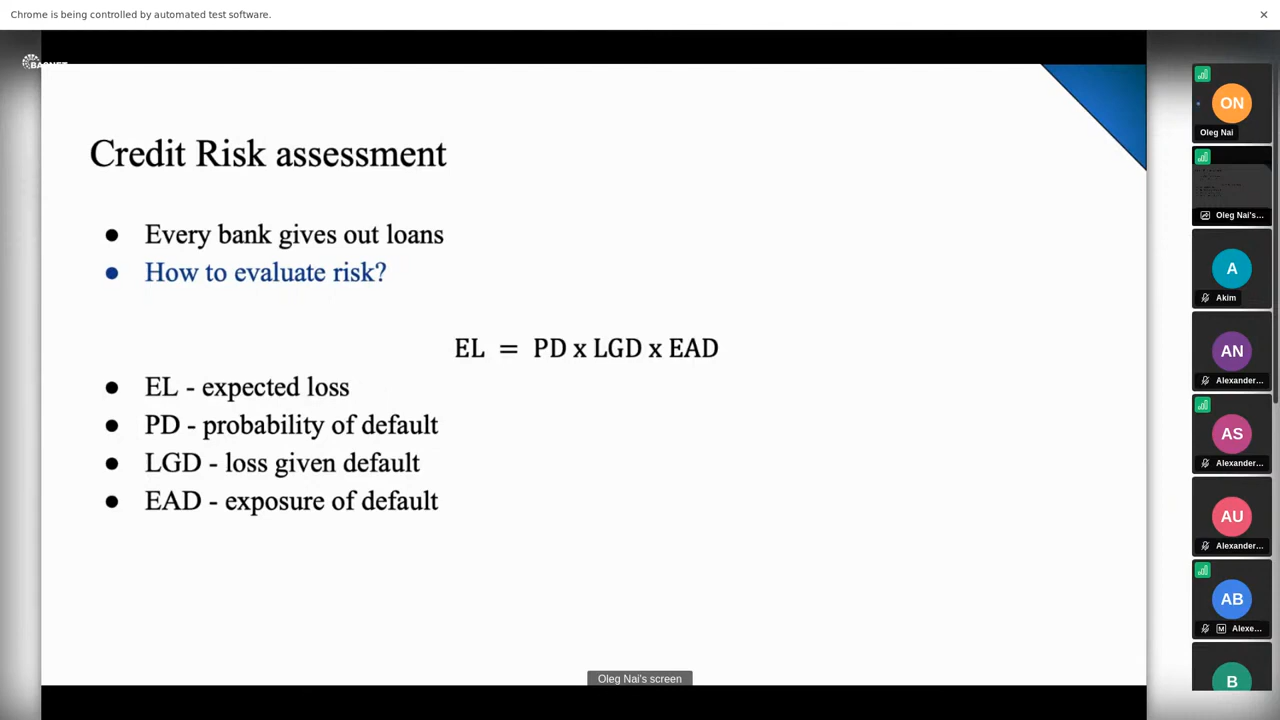 Chrome is being controlled by automated test software.
BASNET
Credit Risk assessment
● Every bank gives out loans
● How to evaluate risk?
EL = PD x LGD x EAD
● EL - expected loss
● PD - probability of default
● LGD - loss given default
● EAD - exposure of default
Oleg Nai's screen
ON
Oleg Nai
Oleg Nai's...
A
Akim
AN
Alexander...
AS
Alexander...
AU
Alexander...
AB
M Alexe...
B